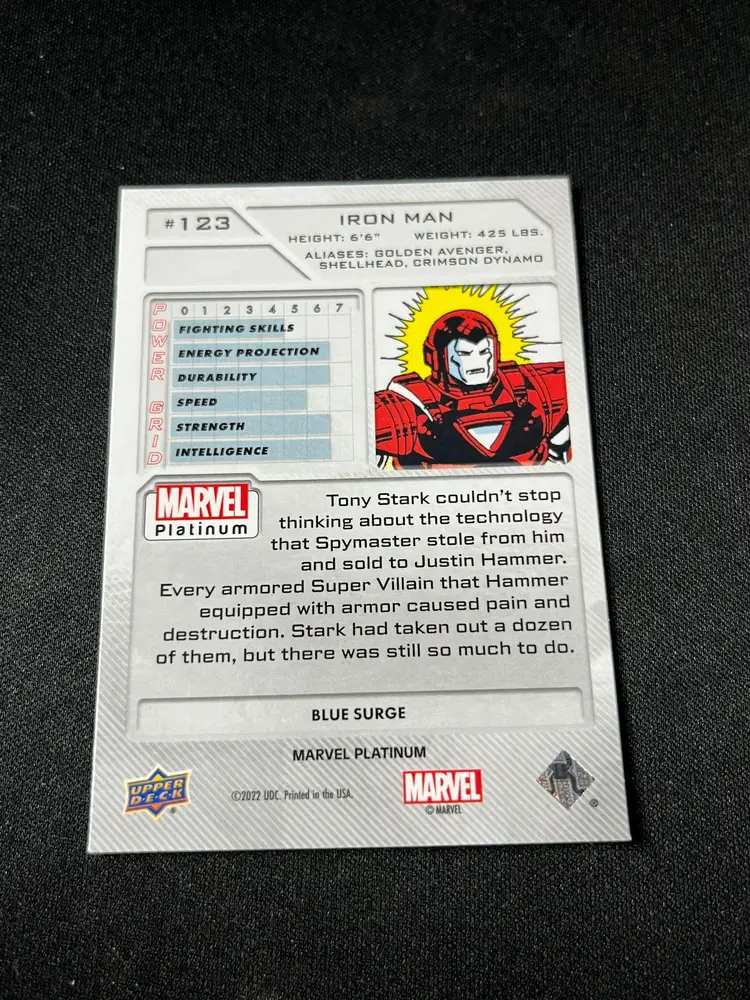 #123
IRON MAN
HEIGHT: 6'6" WEIGHT: 425 LBS.
ALIASES: GOLDEN AVENGER,
SHELLHEAD, CRIMSON DYNAMO
POWER GRID
0 1 2 3 4 5 6 7
FIGHTING SKILLS
ENERGY PROJECTION
DURABILITY
SPEED
STRENGTH
INTELLIGENCE
MARVEL
Platinum
Tony Stark couldn't stop
thinking about the technology
that Spymaster stole from him
and sold to Justin Hammer.
Every armored Super Villain that Hammer
equipped with armor caused pain and
destruction. Stark had taken out a dozen
of them, but there was still so much to do.
BLUE SURGE
MARVEL PLATINUM
UPPER
DECK
®
©2022 UDC. Printed in the USA.
MARVEL
© MARVEL
®